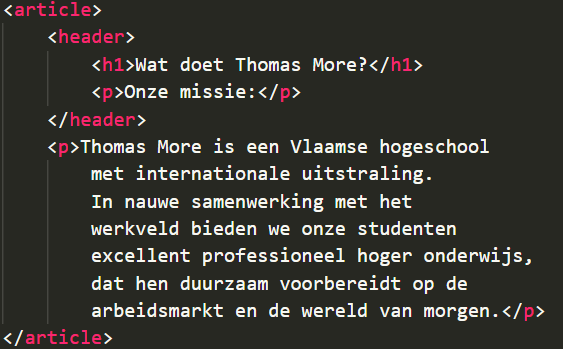 <article>
    <header>
        <h1>Wat doet Thomas More?</h1>
        <p>Onze missie:</p>
    </header>
    <p>Thomas More is een Vlaamse hogeschool
        met internationale uitstraling.
        In nauwe samenwerking met het
        werkveld bieden we onze studenten
        excellent professioneel hoger onderwijs,
        dat hen duurzaam voorbereidt op de
        arbeidsmarkt en de wereld van morgen.</p>
</article>